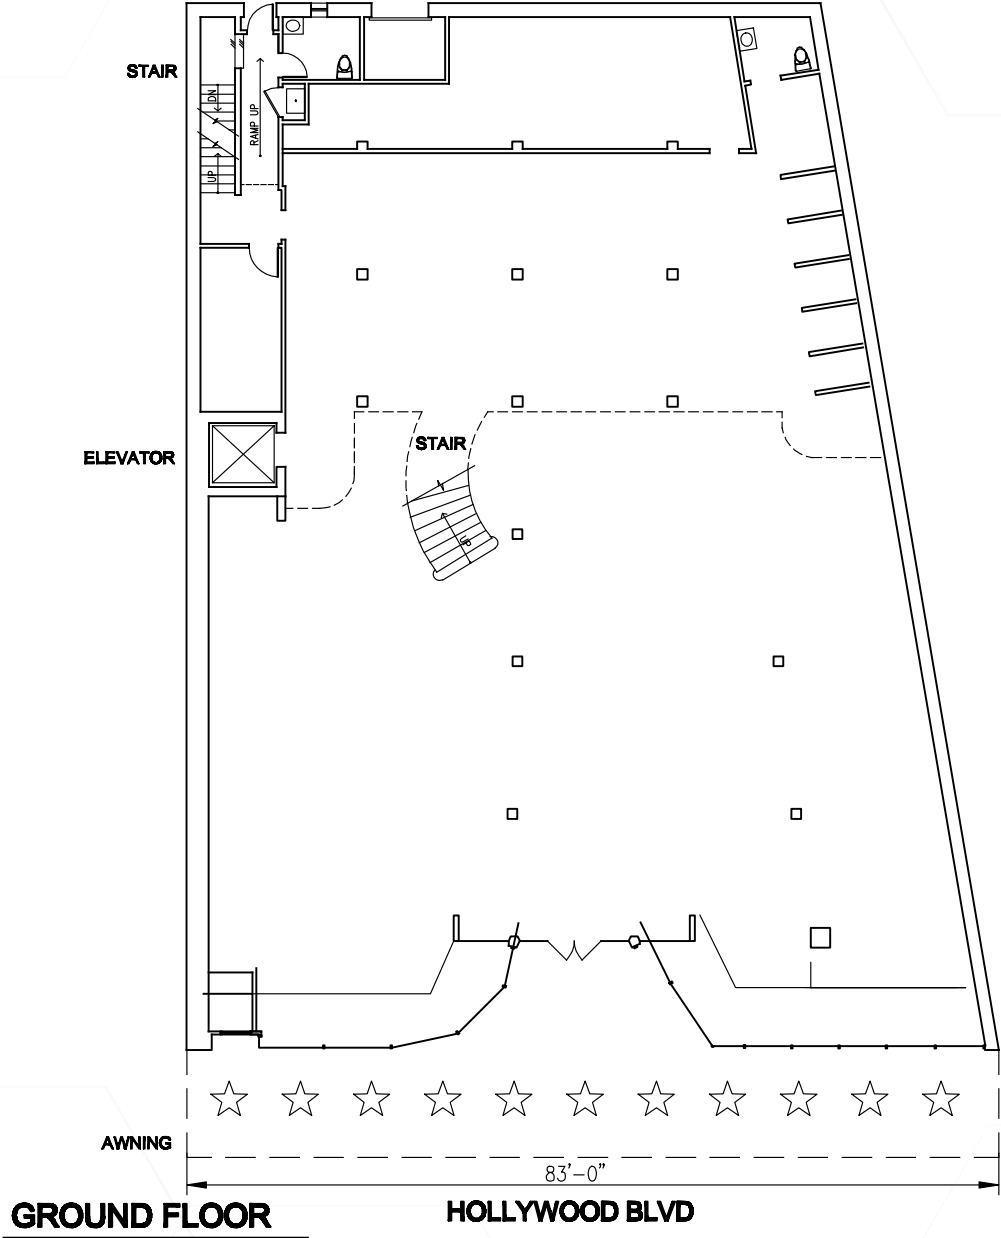 STAIR
DN
RAMP UP
UP
STAIR
ELEVATOR
UP
AWNING
83'-0"
HOLLYWOOD BLVD
GROUND FLOOR